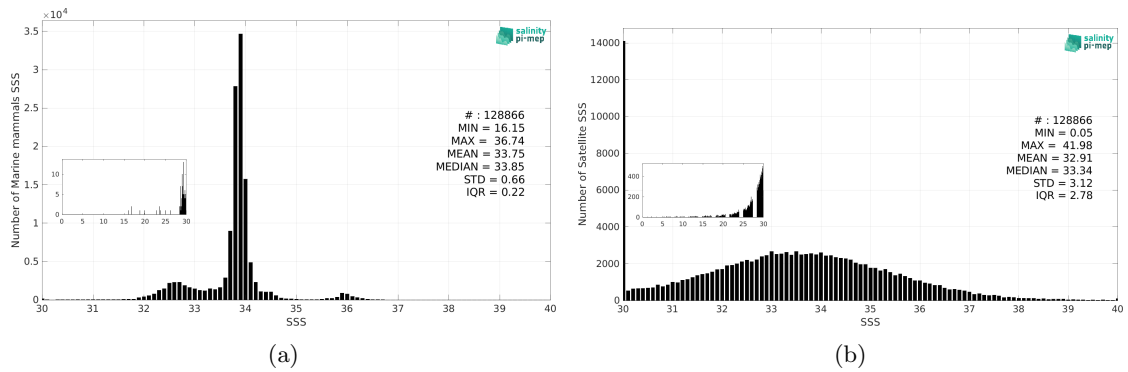 ×10⁴
3.5
3
2.5
2
1.5
1
0.5
0
Number of Marine mammals SSS
salinity
pi-mep
# : 128866
MIN = 16.15
MAX = 36.74
MEAN = 33.75
MEDIAN = 33.85
STD = 0.66
IQR = 0.22
10
5
0
0 5 10 15 20 25 30
30 31 32 33 34 35 36 37 38 39 40
SSS
(a)
14000
12000
10000
8000
6000
4000
2000
0
Number of Satellite SSS
salinity
pi-mep
# : 128866
MIN = 0.05
MAX = 41.98
MEAN = 32.91
MEDIAN = 33.34
STD = 3.12
IQR = 2.78
400
200
0
0 5 10 15 20 25 30
30 31 32 33 34 35 36 37 38 39 40
SSS
(b)